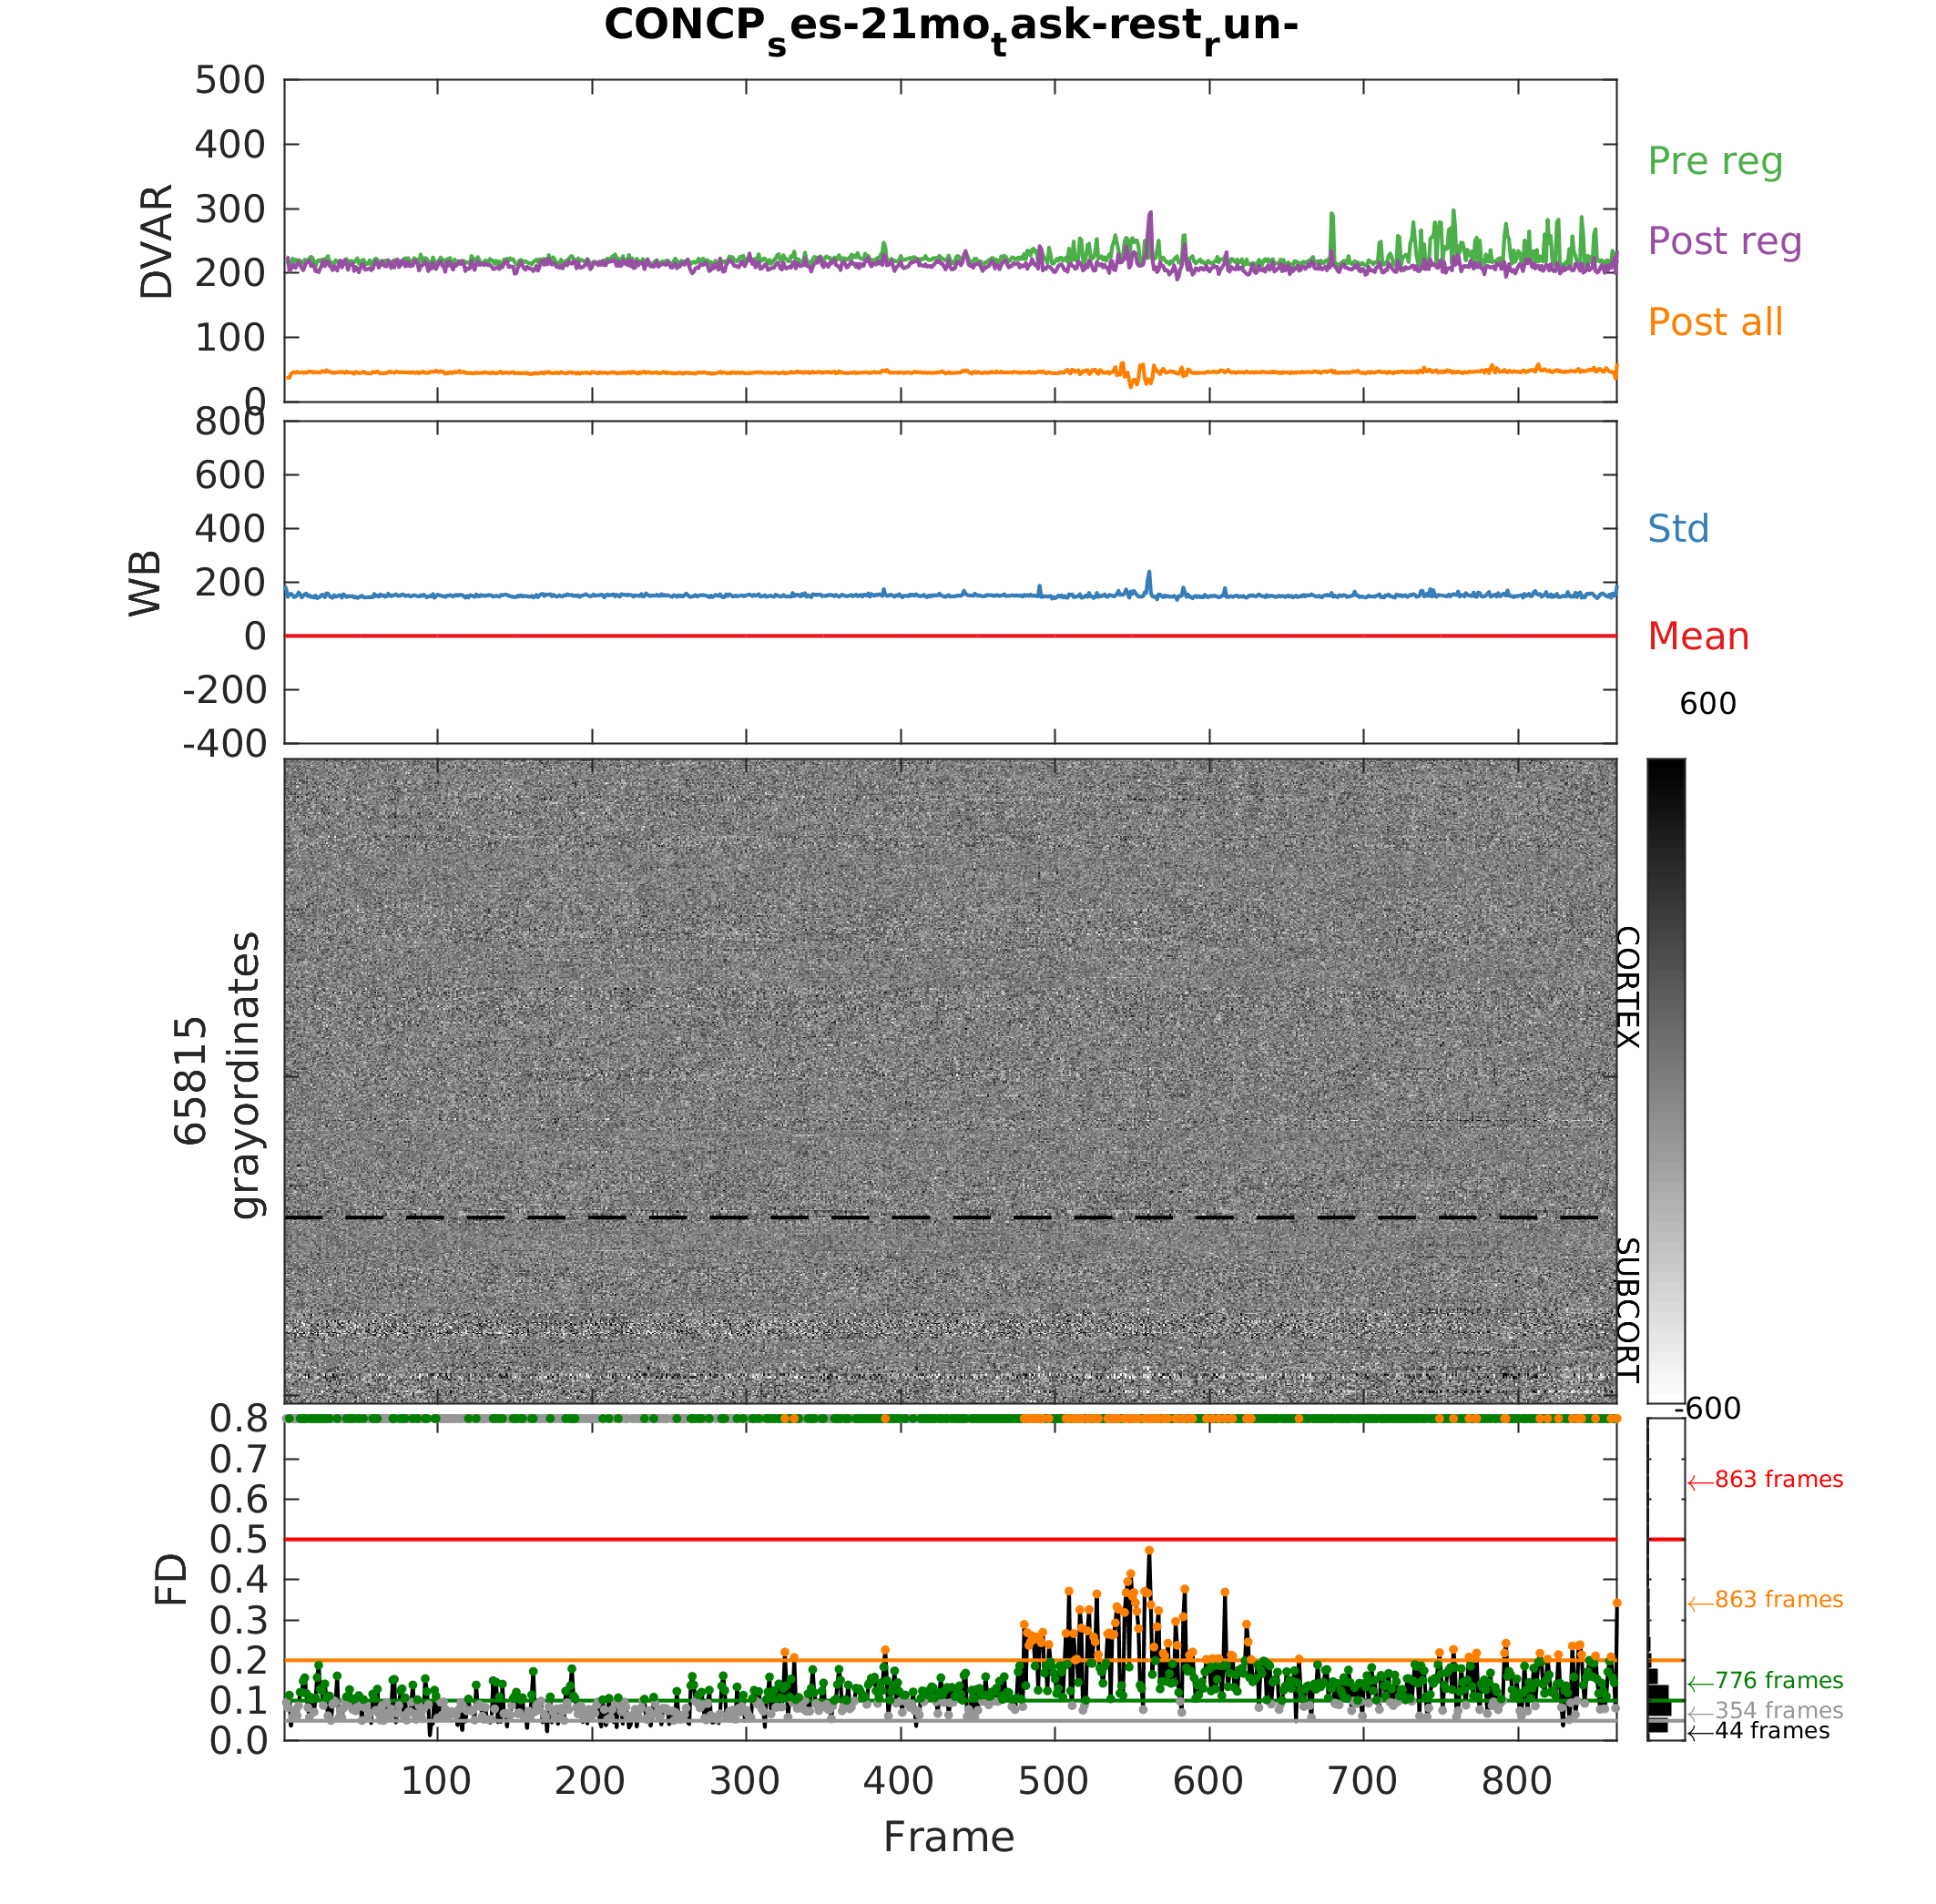 CONCPses-21motask-restrun-
500
400
300
200
100
0
DVAR
Pre reg
Post reg
Post all
800
600
400
200
0
-200
-400
WB
Std
Mean
600
65815
grayordinates
CORTEX
SUBCORT
-600
0.8
0.7
0.6
0.5
0.4
0.3
0.2
0.1
0.0
FD
←863 frames
←863 frames
←776 frames
←354 frames
←44 frames
100 200 300 400 500 600 700 800
Frame